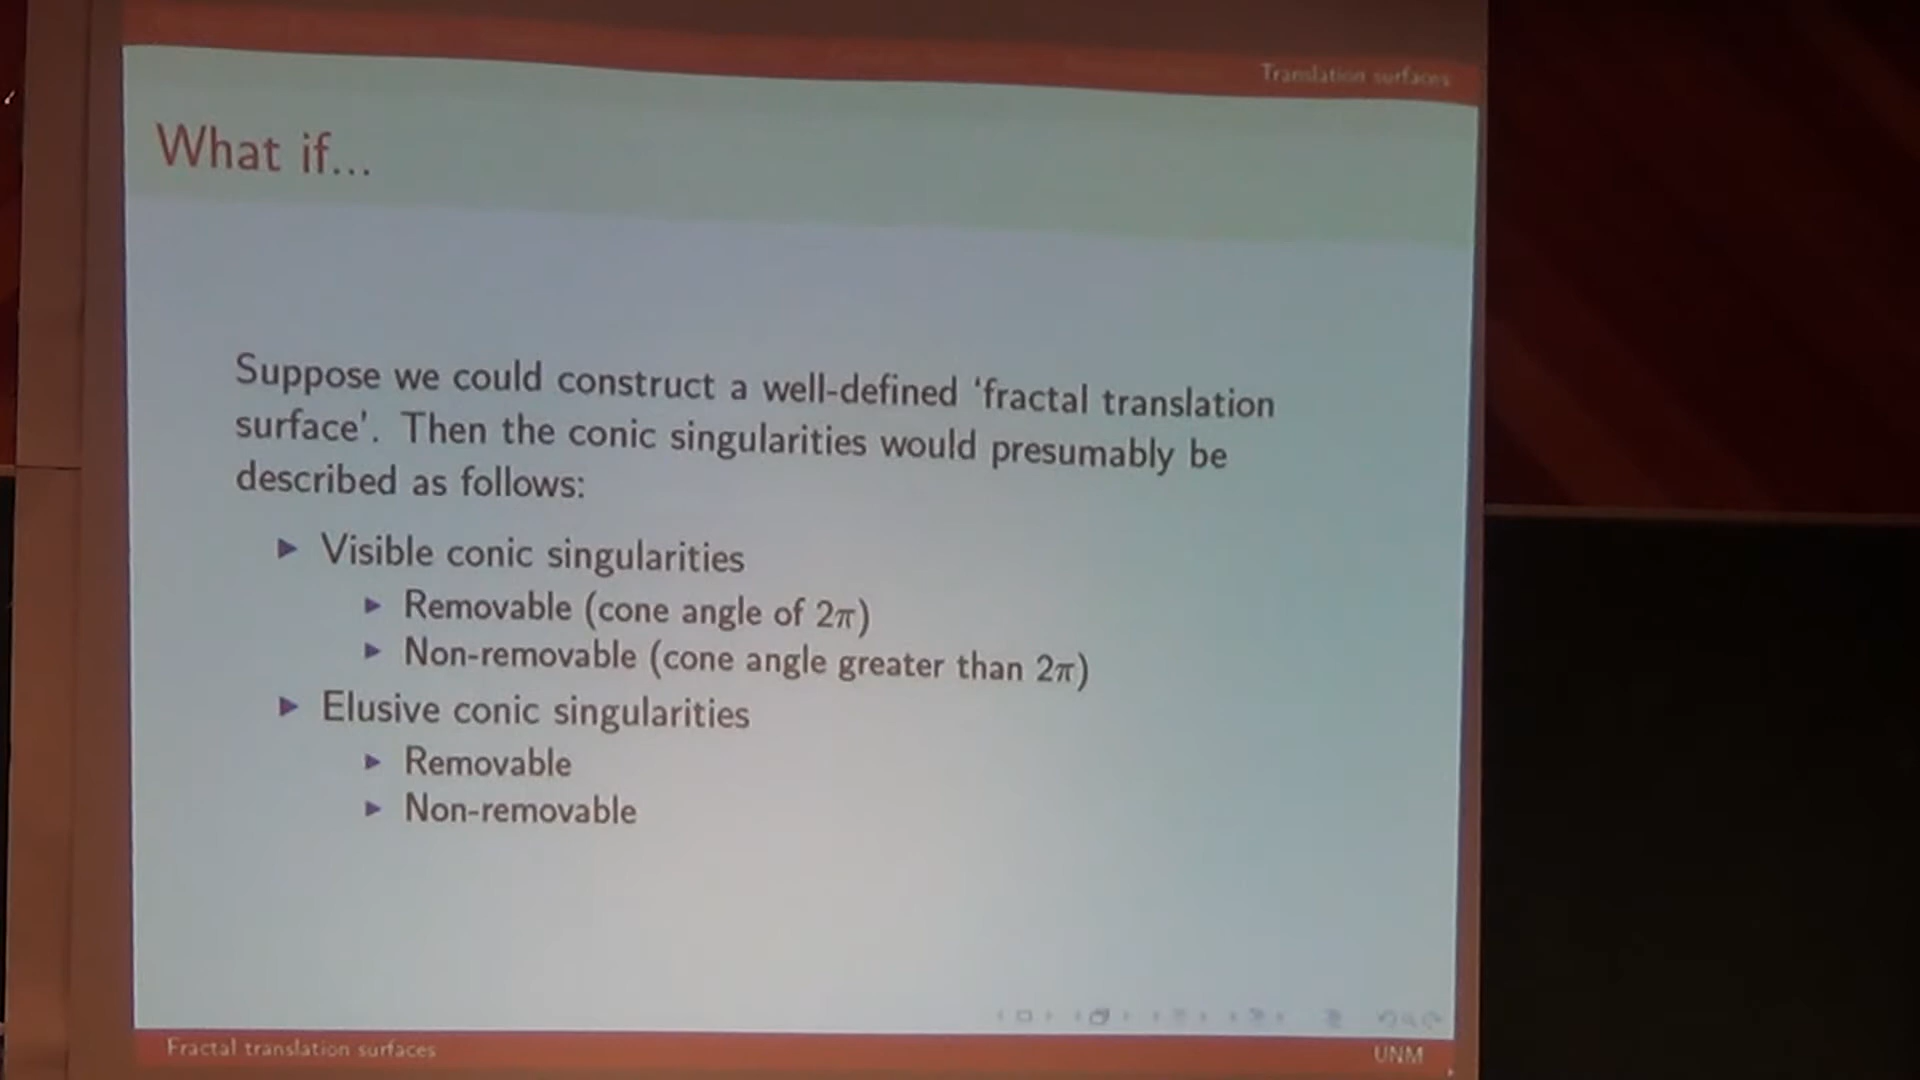 Translation surfaces
What if...
Suppose we could construct a well-defined ‘fractal translation
surface’. Then the conic singularities would presumably be
described as follows:
▶ Visible conic singularities
▶ Removable (cone angle of 2π)
▶ Non-removable (cone angle greater than 2π)
▶ Elusive conic singularities
▶ Removable
▶ Non-removable
Fractal translation surfaces
UNM